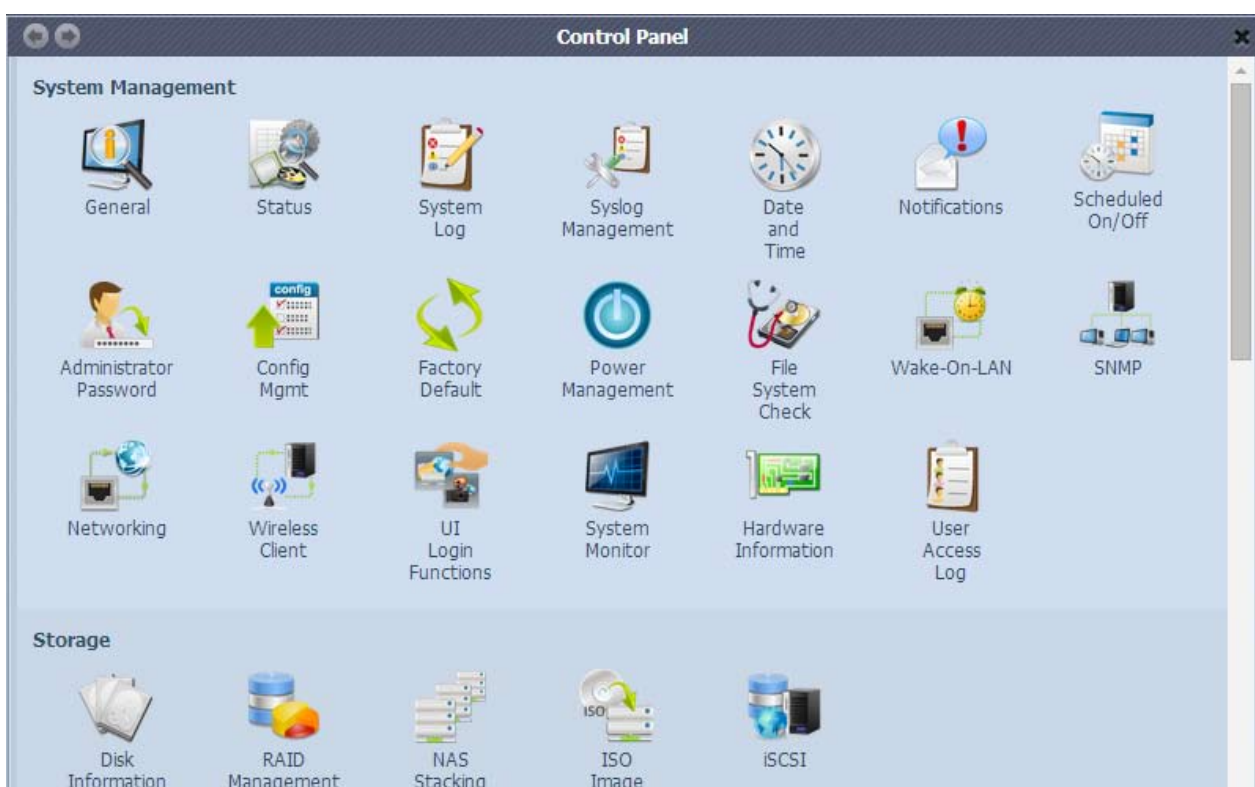 Control Panel
System Management
General
Status
System
Log
Syslog
Management
Date
and
Time
Notifications
Scheduled
On/Off
Administrator
Password
config
Config
Mgmt
Factory
Default
Power
Management
File
System
Check
Wake-On-LAN
SNMP
Networking
Wireless
Client
UI
Login
Functions
System
Monitor
Hardware
Information
User
Access
Log
Storage
Disk
Information
RAID
Management
NAS
Stacking
ISO
ISO
Image
iSCSI